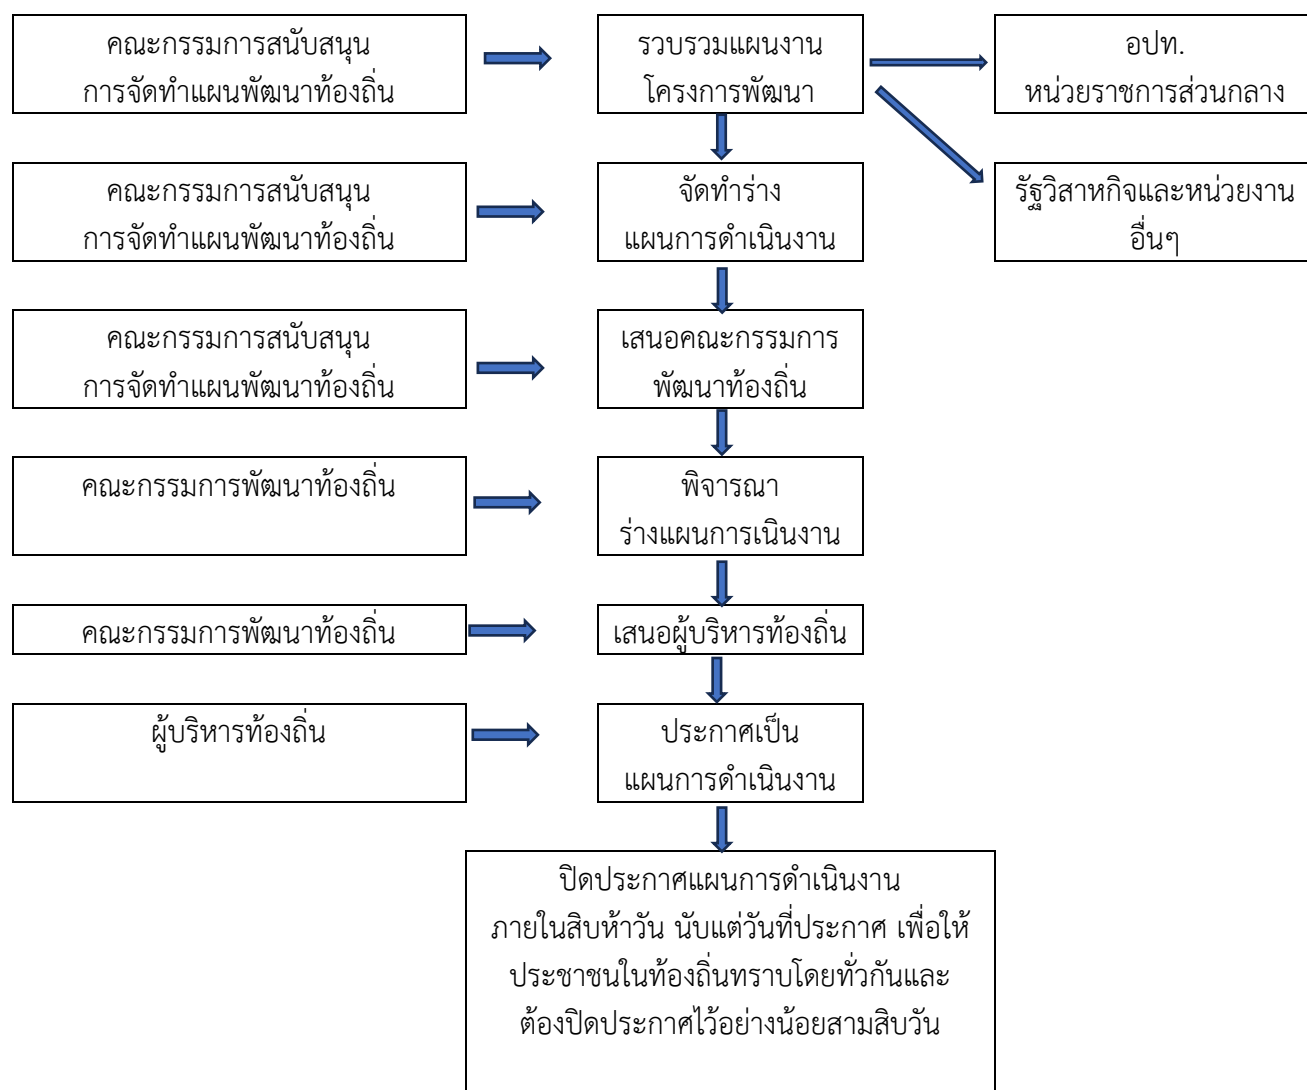 คณะกรรมการสนับสนุน
การจัดทำแผนพัฒนาท้องถิ่น
รวบรวมแผนงาน
โครงการพัฒนา
อปท.
หน่วยราชการส่วนกลาง
คณะกรรมการสนับสนุน
การจัดทำแผนพัฒนาท้องถิ่น
จัดทำร่าง
แผนการดำเนินงาน
รัฐวิสาหกิจและหน่วยงาน
อื่นๆ
คณะกรรมการสนับสนุน
การจัดทำแผนพัฒนาท้องถิ่น
เสนอคณะกรรมการ
พัฒนาท้องถิ่น
คณะกรรมการพัฒนาท้องถิ่น
พิจารณา
ร่างแผนการเนินงาน
คณะกรรมการพัฒนาท้องถิ่น
เสนอผู้บริหารท้องถิ่น
ผู้บริหารท้องถิ่น
ประกาศเป็น
แผนการดำเนินงาน
ปิดประกาศแผนการดำเนินงาน
ภายในสิบห้าวัน นับแต่วันที่ประกาศ เพื่อให้
ประชาชนในท้องถิ่นทราบโดยทั่วกันและ
ต้องปิดประกาศไว้อย่างน้อยสามสิบวัน